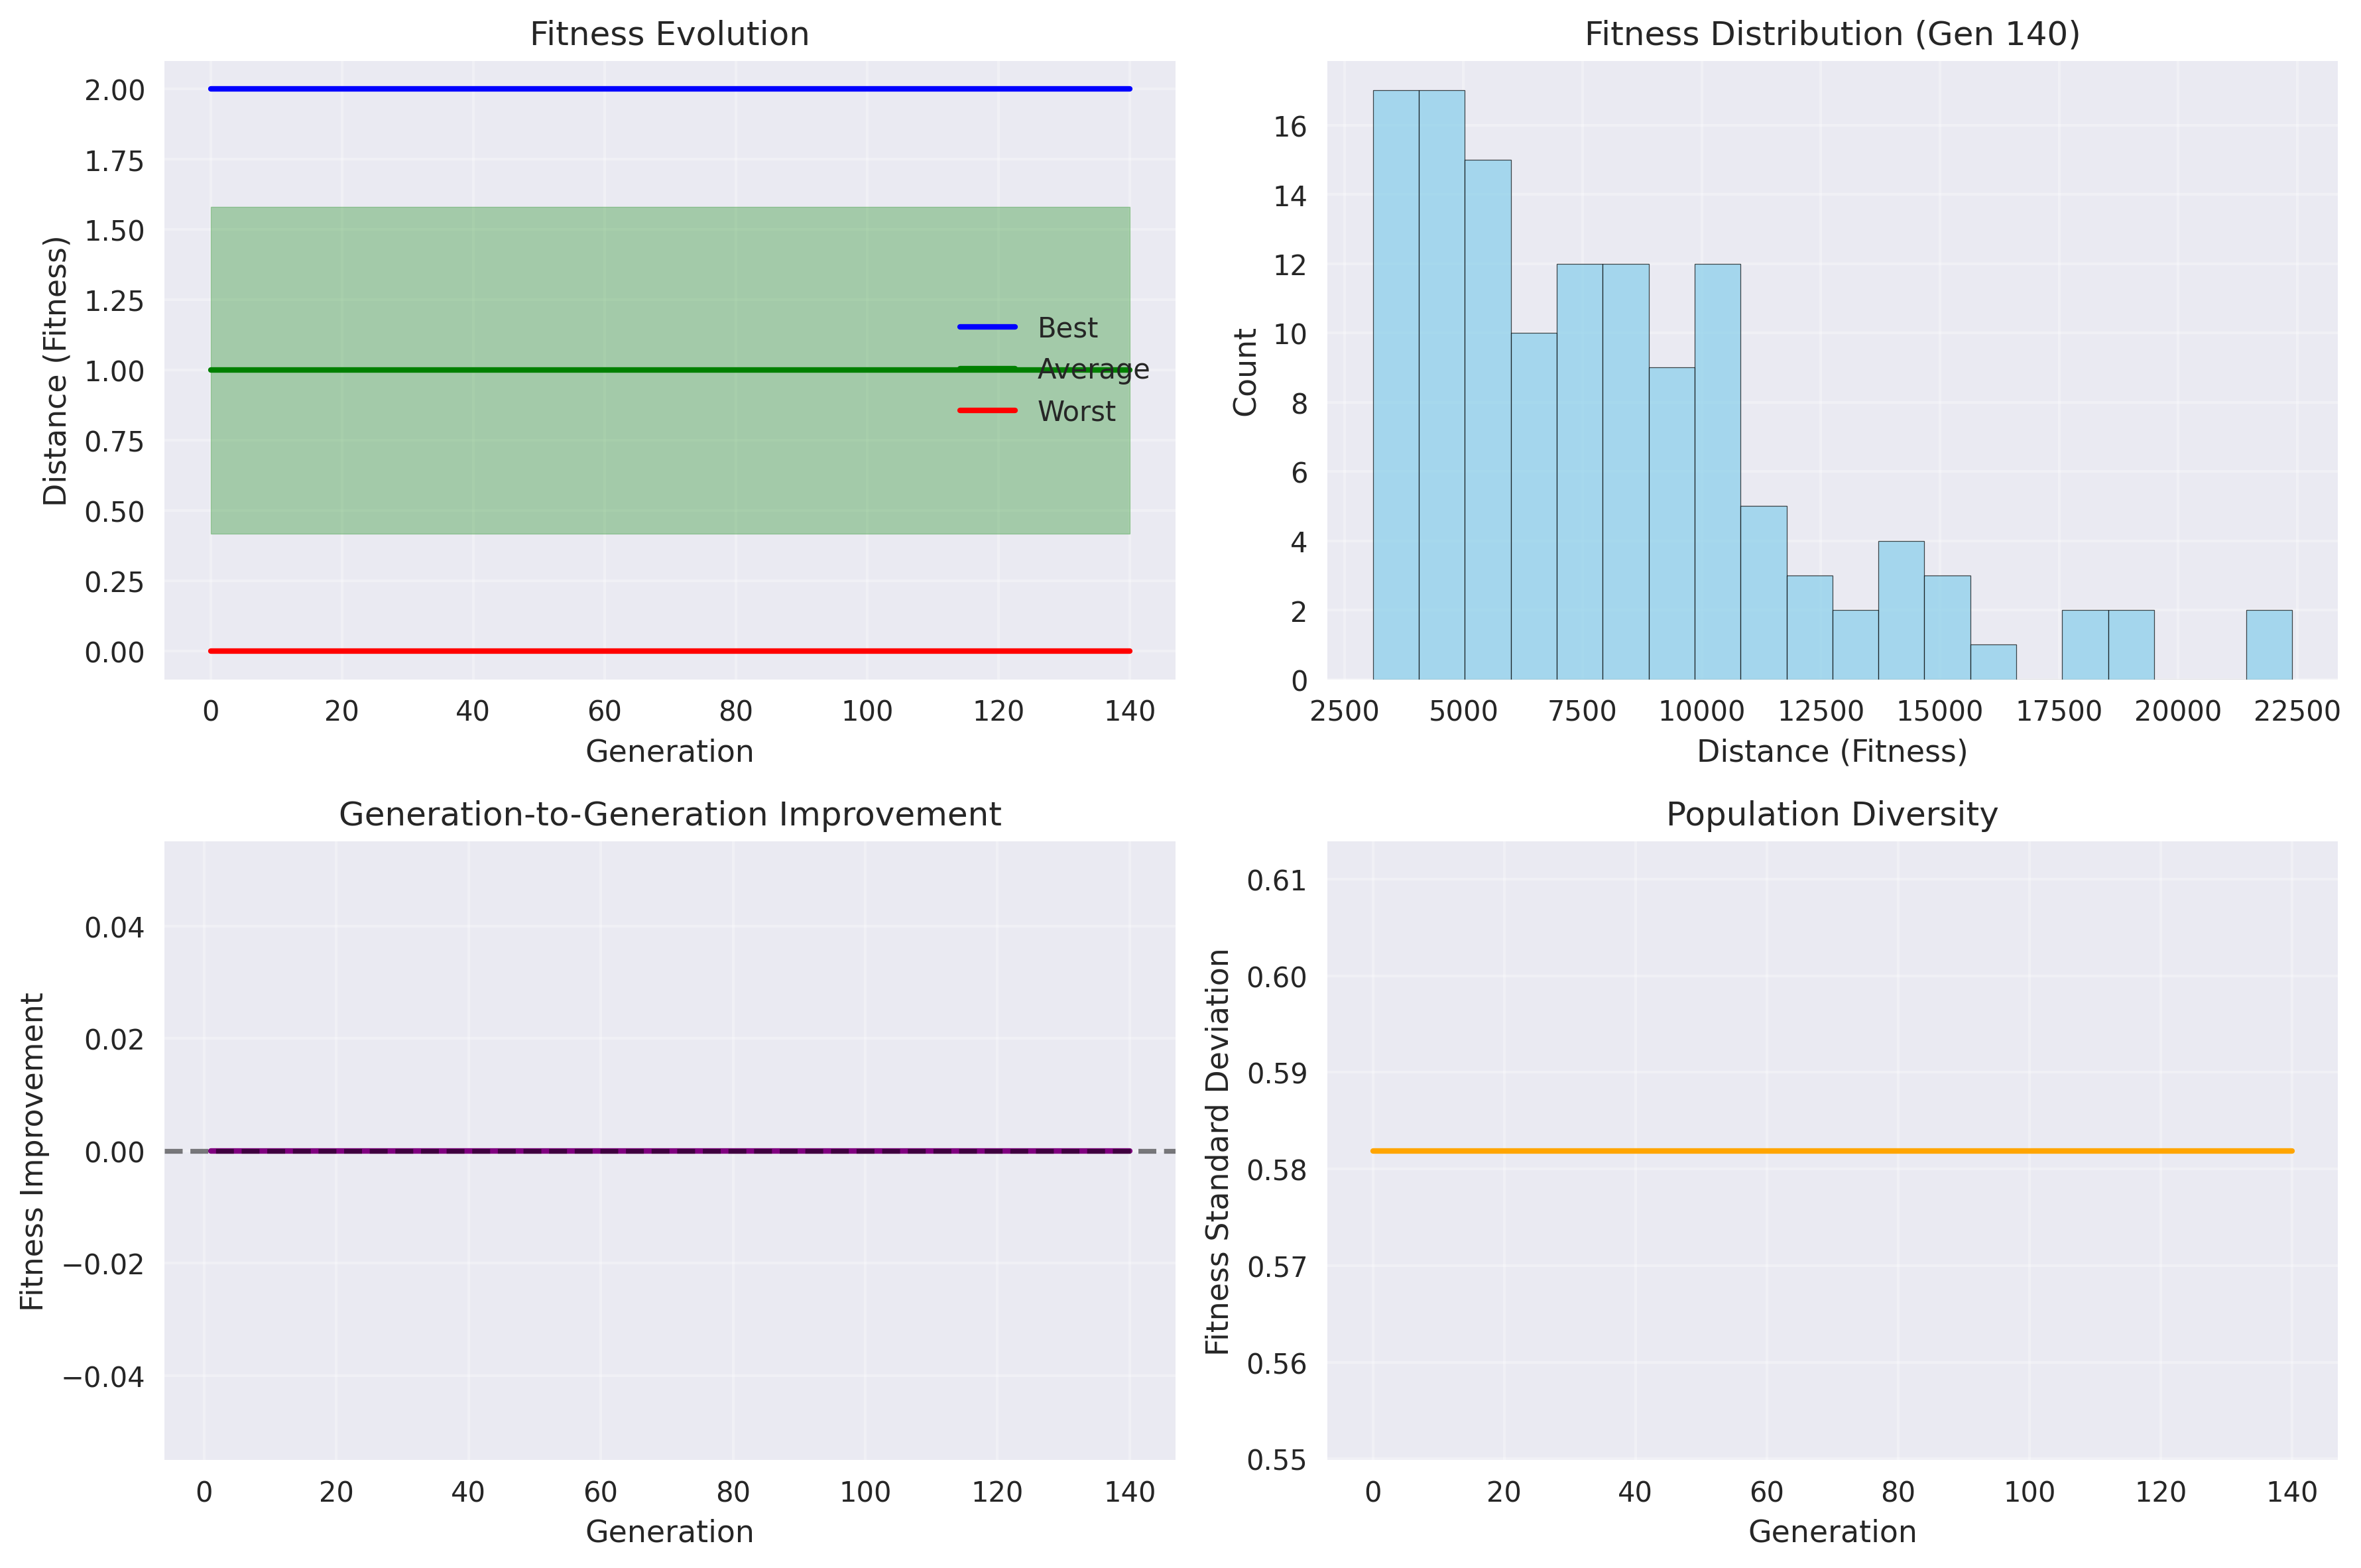 Fitness Evolution
Distance (Fitness)
2.00
1.75
1.50
1.25
1.00
0.75
0.50
0.25
0.00
Best
Average
Worst
0 20 40 60 80 100 120 140
Generation
Fitness Distribution (Gen 140)
Count
16
14
12
10
8
6
4
2
0
2500 5000 7500 10000 12500 15000 17500 20000 22500
Distance (Fitness)
Generation-to-Generation Improvement
Fitness Improvement
0.04
0.02
0.00
−0.02
−0.04
0 20 40 60 80 100 120 140
Generation
Population Diversity
Fitness Standard Deviation
0.61
0.60
0.59
0.58
0.57
0.56
0.55
0 20 40 60 80 100 120 140
Generation